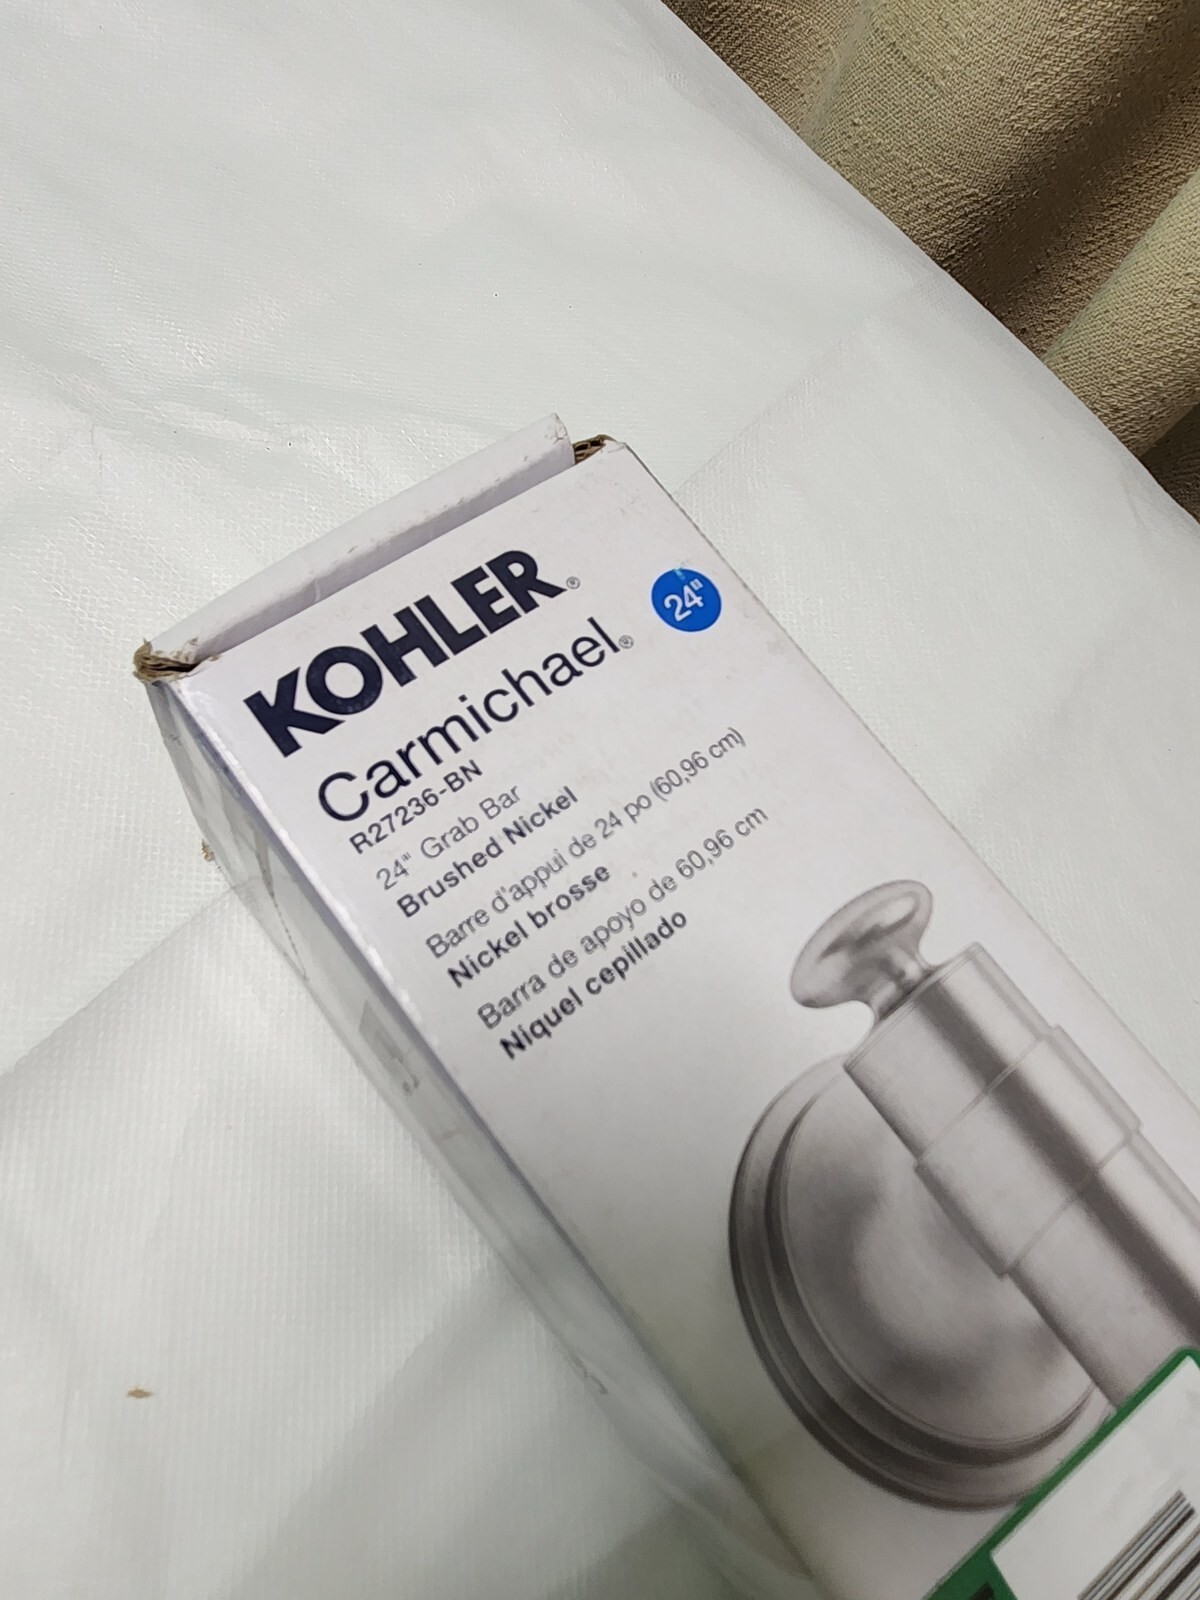 KOHLER®
Carmichael®
24"
R27236-BN
24" Grab Bar
Brushed Nickel
Barre d'appui de 24 po (60,96 cm)
Nickel brosse
Barra de apoyo de 60,96 cm
Niquel cepillado